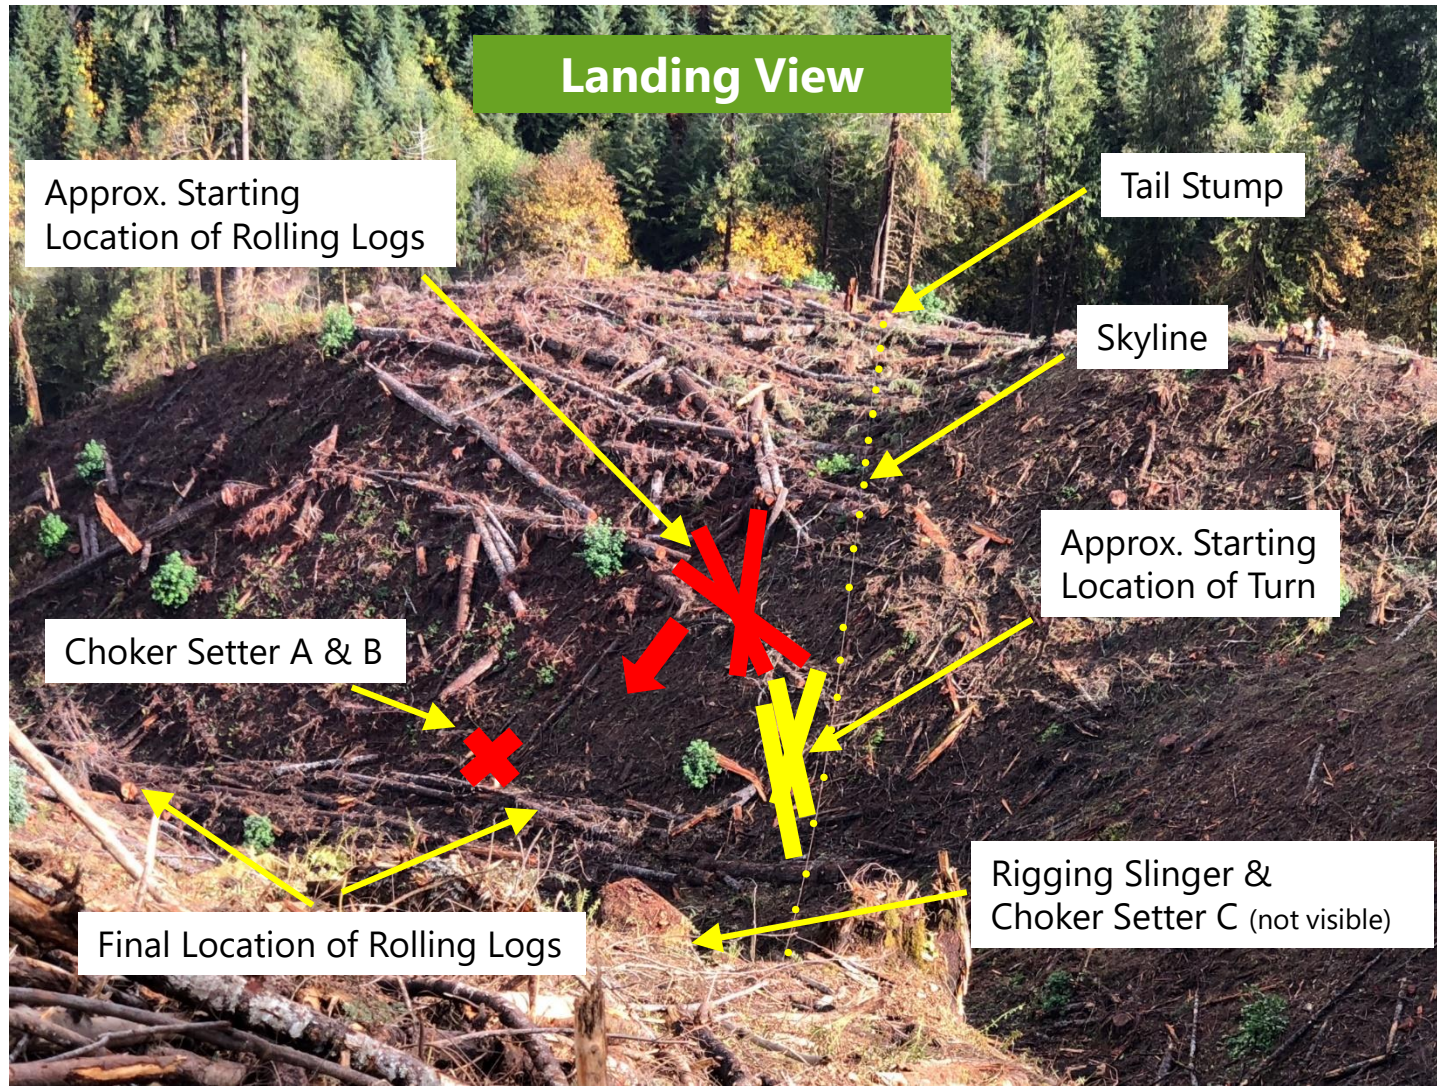 Landing View
Approx. Starting
Location of Rolling Logs
Tail Stump
Skyline
Approx. Starting
Location of Turn
Choker Setter A & B
Rigging Slinger &
Choker Setter C (not visible)
Final Location of Rolling Logs